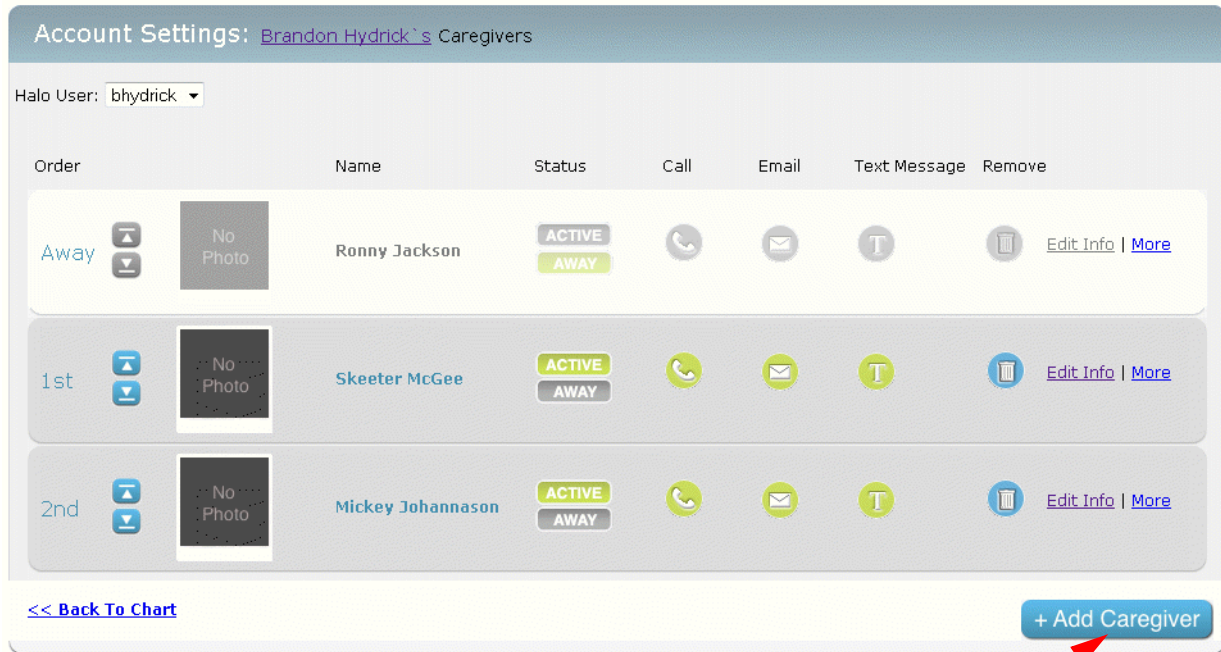 Account Settings: Brandon Hydrick`s Caregivers
Halo User: bhydrick
Order Name Status Call Email Text Message Remove
Away No Photo Ronny Jackson ACTIVE AWAY T Edit Info | More
1st No Photo Skeeter McGee ACTIVE AWAY T Edit Info | More
2nd No Photo Mickey Johannason ACTIVE AWAY T Edit Info | More
<< Back To Chart
+ Add Caregiver